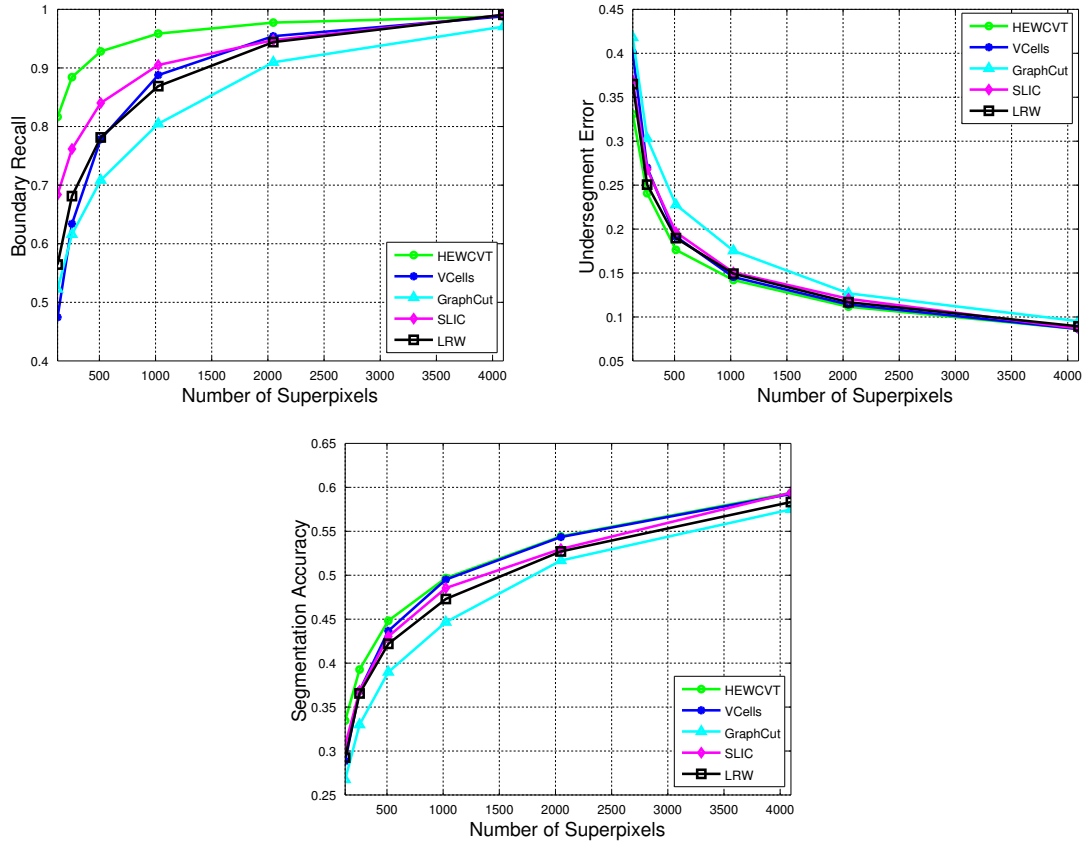 1
0.9
0.8
0.7
0.6
0.5
0.4
Boundary Recall
500 1000 1500 2000 2500 3000 3500 4000
Number of Superpixels
HEWCVT
VCells
GraphCut
SLIC
LRW
0.45
0.4
0.35
0.3
0.25
0.2
0.15
0.1
0.05
Undersegment Error
500 1000 1500 2000 2500 3000 3500 4000
Number of Superpixels
HEWCVT
VCells
GraphCut
SLIC
LRW
0.65
0.6
0.55
0.5
0.45
0.4
0.35
0.3
0.25
Segmentation Accuracy
500 1000 1500 2000 2500 3000 3500 4000
Number of Superpixels
HEWCVT
VCells
GraphCut
SLIC
LRW